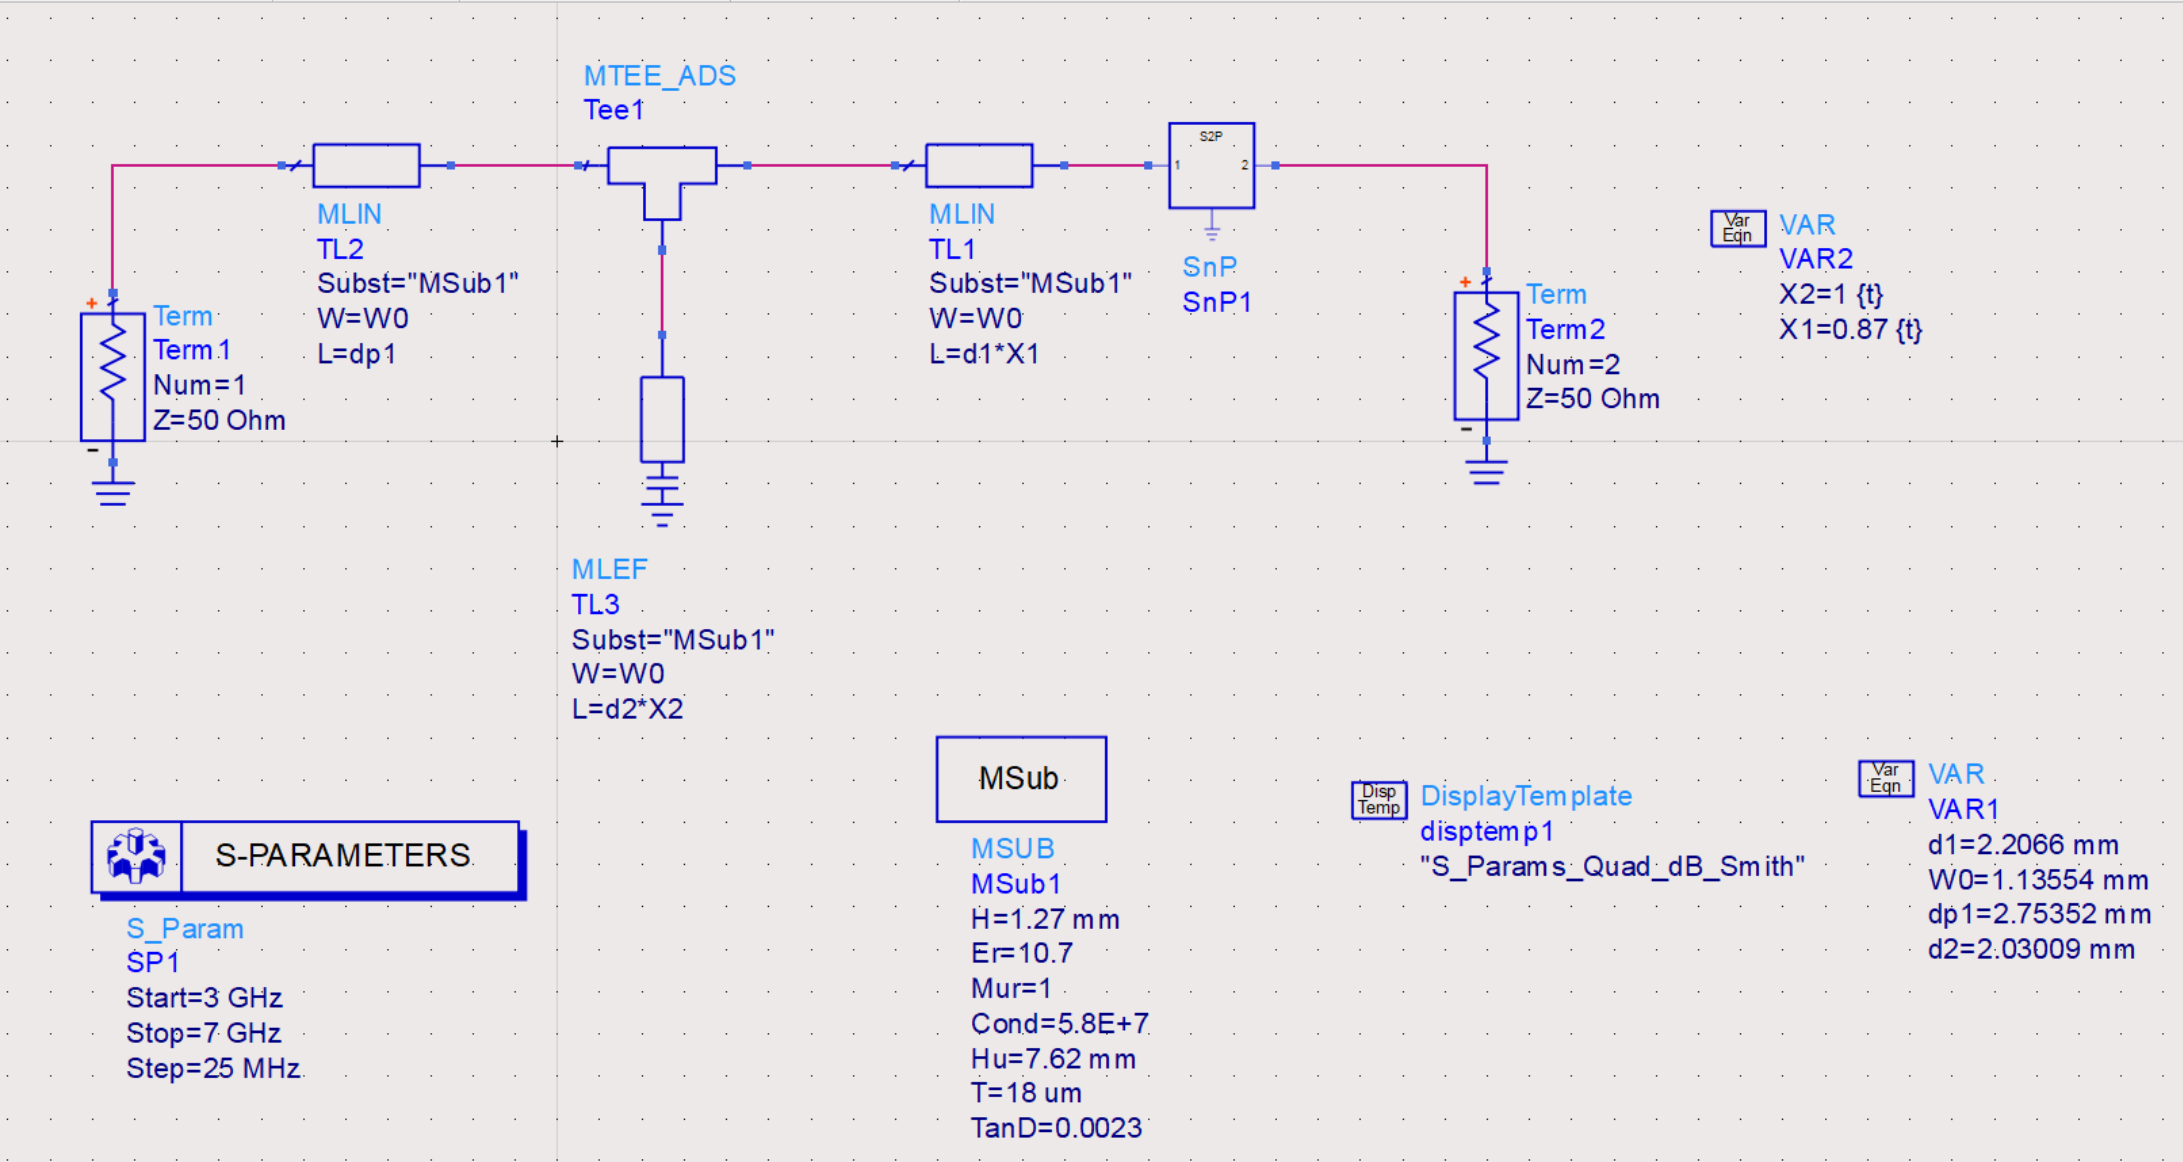 MTEE_ADS
Tee1
S2P
1
2
MLIN
TL2
Subst="MSub1"
W=W0
L=dp1
MLIN
TL1
Subst="MSub1"
W=W0
L=d1*X1
SnP
SnP1
Var
Eqn
VAR
VAR2
X2=1 {t}
X1=0.87 {t}
+
Term
Term1
Num=1
Z=50 Ohm
-
+
Term
Term2
Num=2
Z=50 Ohm
-
MLEF
TL3
Subst="MSub1"
W=W0
L=d2*X2
S-PARAMETERS
S_Param
SP1
Start=3 GHz
Stop=7 GHz
Step=25 MHz
MSub
MSUB
MSub1
H=1.27 mm
Er=10.7
Mur=1
Cond=5.8E+7
Hu=7.62 mm
T=18 um
TanD=0.0023
Disp
Temp
DisplayTemplate
disptemp1
"S_Params_Quad_dB_Smith"
Var
Eqn
VAR
VAR1
d1=2.2066 mm
W0=1.13554 mm
dp1=2.75352 mm
d2=2.03009 mm